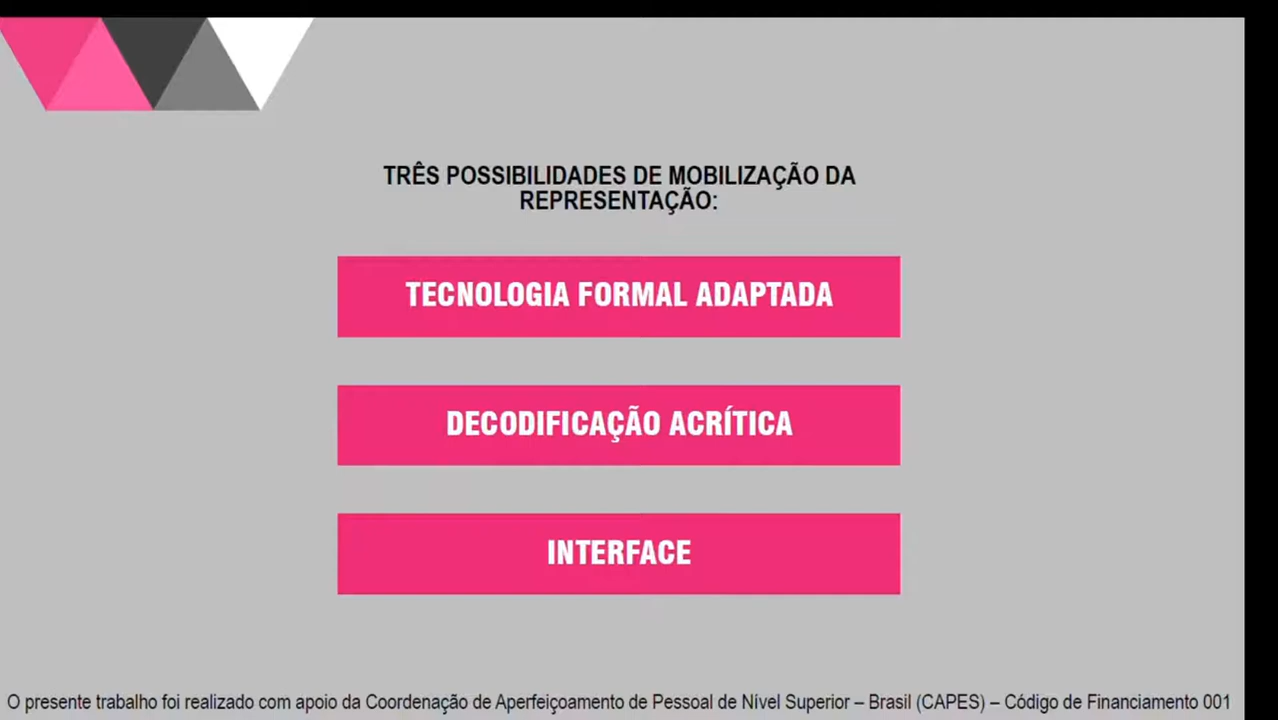 TRÊS POSSIBILIDADES DE MOBILIZAÇÃO DA
REPRESENTAÇÃO:
TECNOLOGIA FORMAL ADAPTADA
DECODIFICAÇÃO ACRÍTICA
INTERFACE
O presente trabalho foi realizado com apoio da Coordenação de Aperfeiçoamento de Pessoal de Nível Superior – Brasil (CAPES) – Código de Financiamento 001